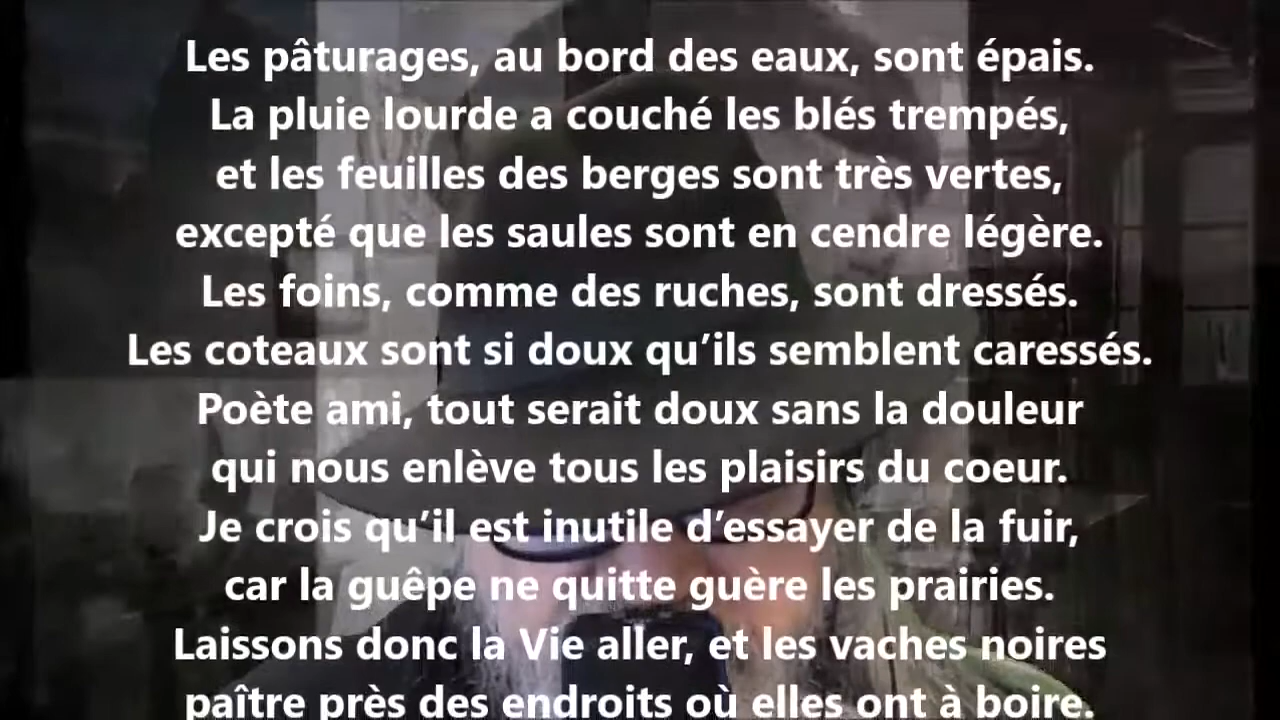 Les pâturages, au bord des eaux, sont épais.
La pluie lourde a couché les blés trempés,
et les feuilles des berges sont très vertes,
excepté que les saules sont en cendre légère.
Les foins, comme des ruches, sont dressés.
Les coteaux sont si doux qu’ils semblent caressés.
Poète ami, tout serait doux sans la douleur
qui nous enlève tous les plaisirs du coeur.
Je crois qu’il est inutile d’essayer de la fuir,
car la guêpe ne quitte guère les prairies.
Laissons donc la Vie aller, et les vaches noires
paître près des endroits où elles ont à boire.